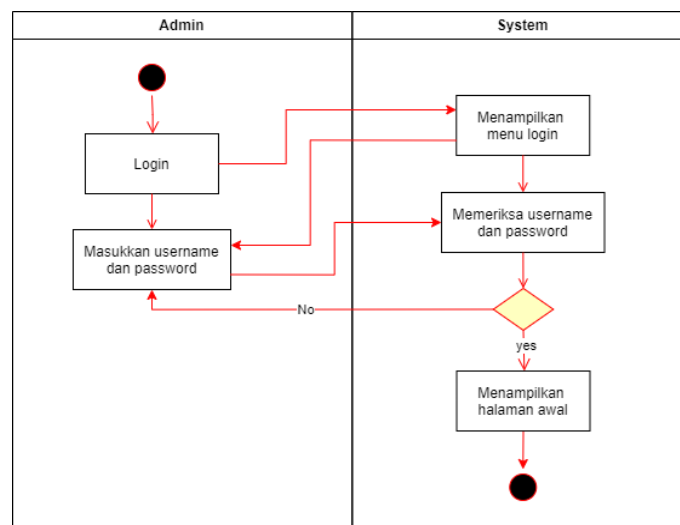 Admin
System
Menampilkan
menu login
Login
Memeriksa username
dan password
Masukkan username
dan password
No
yes
Menampilkan
halaman awal